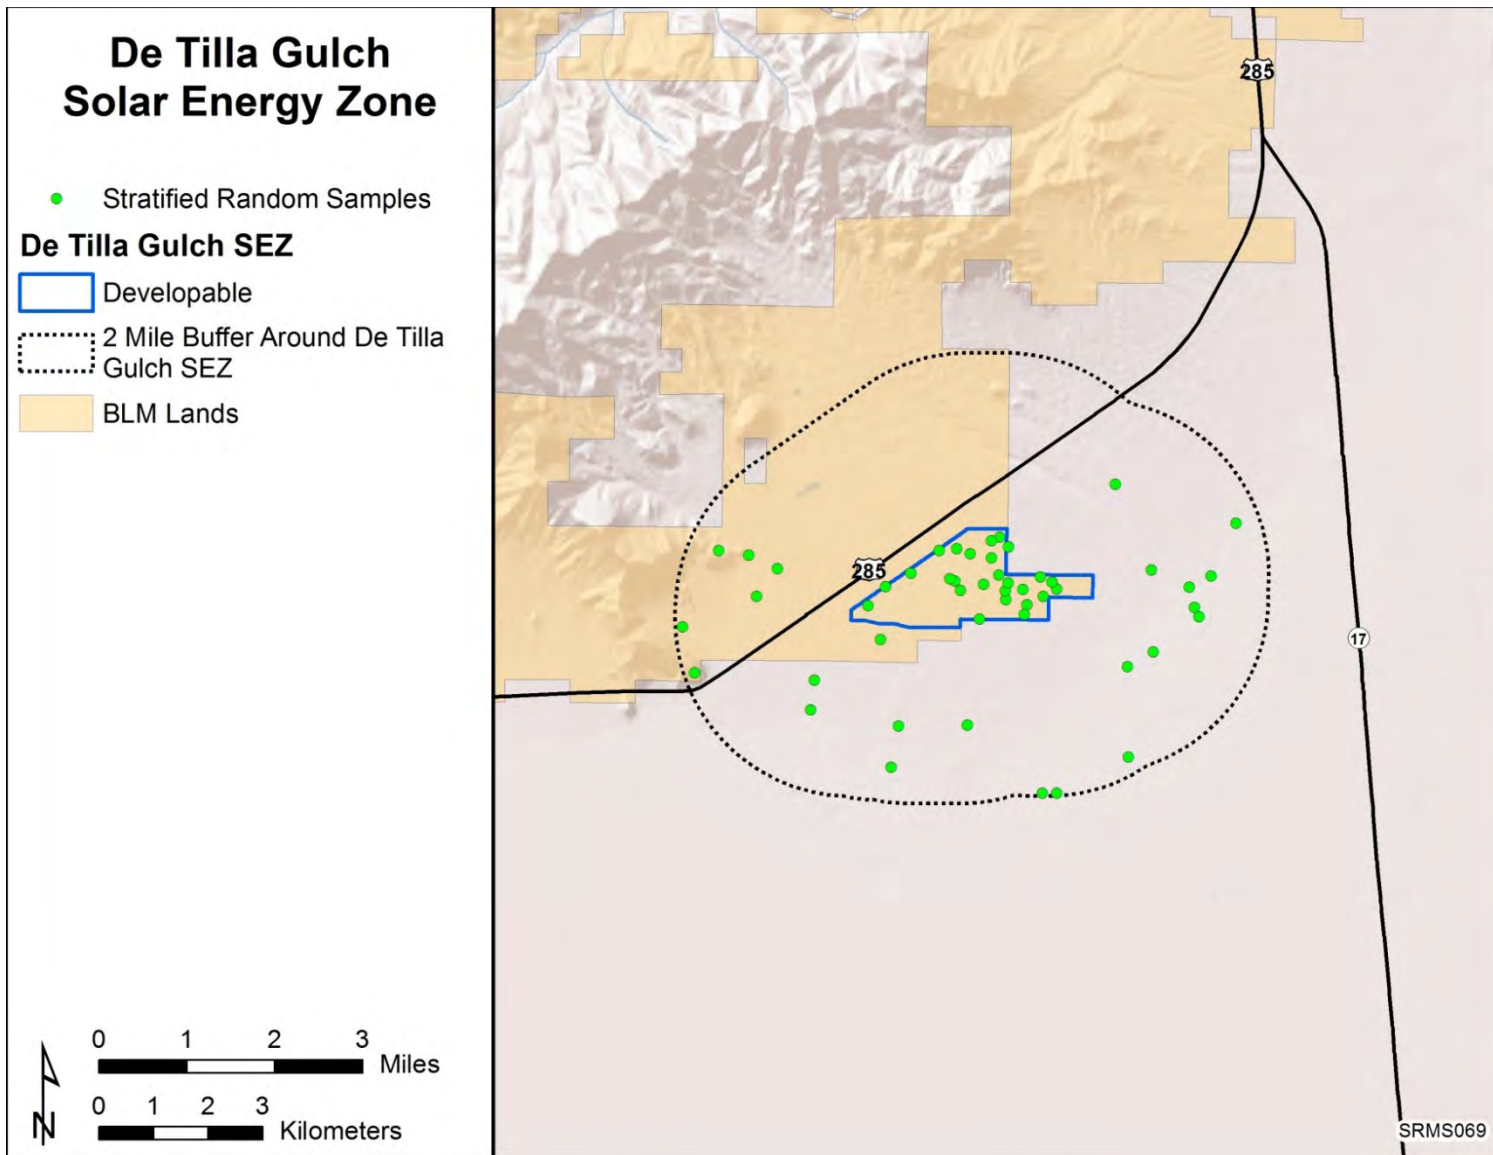 De Tilla Gulch
Solar Energy Zone
Stratified Random Samples
De Tilla Gulch SEZ
Developable
2 Mile Buffer Around De Tilla
Gulch SEZ
BLM Lands
0 1 2 3
Miles
0 1 2 3
Kilometers
N
285
285
17
SRMS069